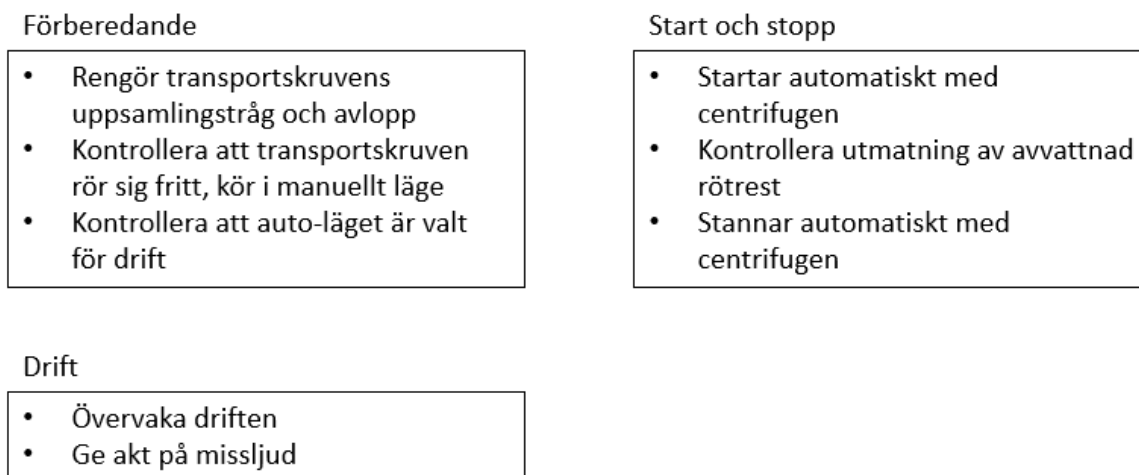 Förberedande
• Rengör transportskruvens
uppsamlingstråg och avlopp
• Kontrollera att transportskruven
rör sig fritt, kör i manuellt läge
• Kontrollera att auto-läget är valt
för drift
Start och stopp
• Startar automatiskt med
centrifugen
• Kontrollera utmatning av avvattnad
rötrest
• Stannar automatiskt med
centrifugen
Drift
• Övervaka driften
• Ge akt på missljud